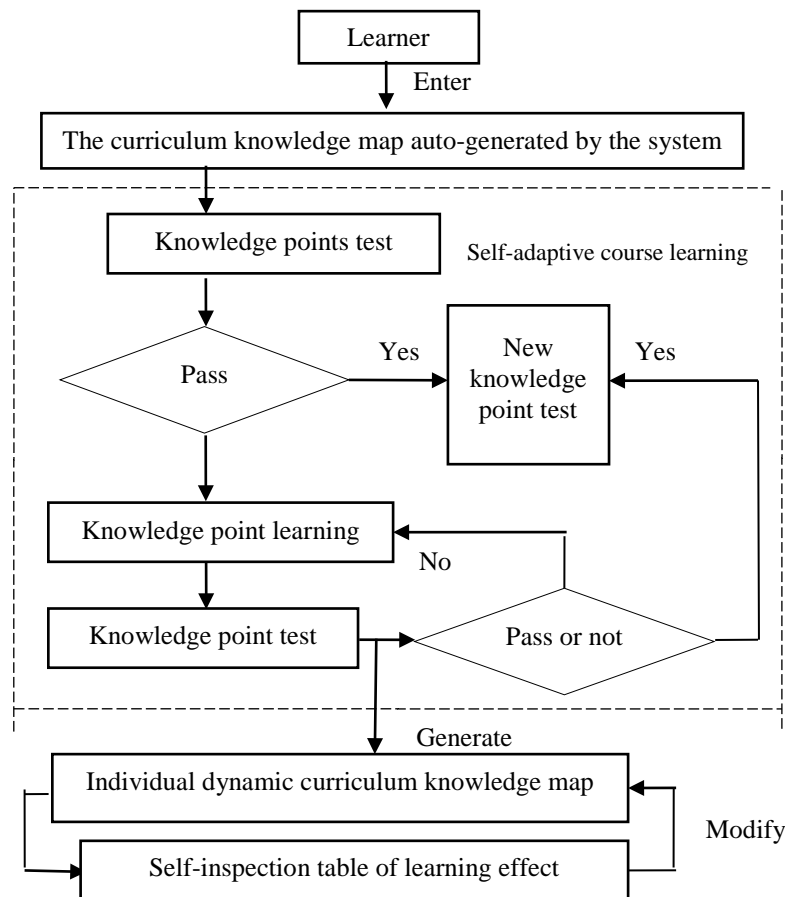 Learner
Enter
The curriculum knowledge map auto-generated by the system
Knowledge points test
Self-adaptive course learning
Pass
Yes
New
knowledge
point test
Yes
Knowledge point learning
No
Knowledge point test
Pass or not
Generate
Individual dynamic curriculum knowledge map
Modify
Self-inspection table of learning effect